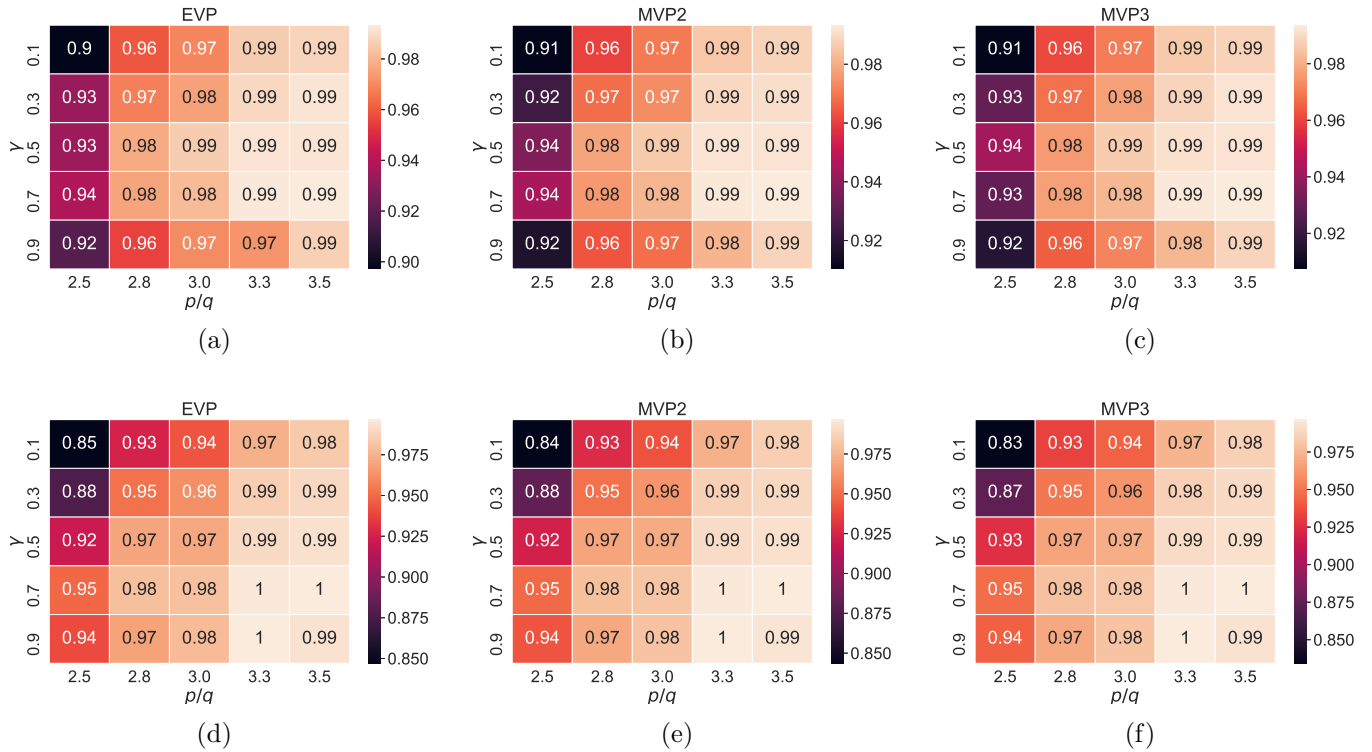 EVP
MVP2
MVP3
0.1 0.9 0.96 0.97 0.99 0.99 0.98
0.3 0.93 0.97 0.98 0.99 0.99 0.96
γ 0.5 0.93 0.98 0.99 0.99 0.99 0.94
0.7 0.94 0.98 0.98 0.99 0.99 0.92
0.9 0.92 0.96 0.97 0.97 0.99 0.90
2.5 2.8 3.0 3.3 3.5
p/q
(a)
0.1 0.91 0.96 0.97 0.99 0.99 0.98
0.3 0.92 0.97 0.97 0.99 0.99 0.96
γ 0.5 0.94 0.98 0.99 0.99 0.99
0.7 0.94 0.98 0.98 0.99 0.99 0.94
0.9 0.92 0.96 0.97 0.98 0.99 0.92
2.5 2.8 3.0 3.3 3.5
p/q
(b)
0.1 0.91 0.96 0.97 0.99 0.99 0.98
0.3 0.93 0.97 0.98 0.99 0.99 0.96
γ 0.5 0.94 0.98 0.99 0.99 0.99
0.7 0.93 0.98 0.98 0.99 0.99 0.94
0.9 0.92 0.96 0.97 0.98 0.99 0.92
2.5 2.8 3.0 3.3 3.5
p/q
(c)
EVP
0.1 0.85 0.93 0.94 0.97 0.98 0.975
0.3 0.88 0.95 0.96 0.99 0.99 0.950
0.925
γ 0.5 0.92 0.97 0.97 0.99 0.99 0.900
0.7 0.95 0.98 0.98 1 1 0.875
0.9 0.94 0.97 0.98 1 0.99 0.850
2.5 2.8 3.0 3.3 3.5
p/q
(d)
MVP2
0.1 0.84 0.93 0.94 0.97 0.98 0.975
0.3 0.88 0.95 0.96 0.99 0.99 0.950
0.925
γ 0.5 0.92 0.97 0.97 0.99 0.99 0.900
0.7 0.95 0.98 0.98 1 1 0.875
0.9 0.94 0.97 0.98 1 0.99 0.850
2.5 2.8 3.0 3.3 3.5
p/q
(e)
MVP3
0.1 0.83 0.93 0.94 0.97 0.98 0.975
0.3 0.87 0.95 0.96 0.98 0.99 0.950
0.925
γ 0.5 0.93 0.97 0.97 0.99 0.99 0.900
0.7 0.95 0.98 0.98 1 1 0.875
0.9 0.94 0.97 0.98 1 0.99 0.850
2.5 2.8 3.0 3.3 3.5
p/q
(f)